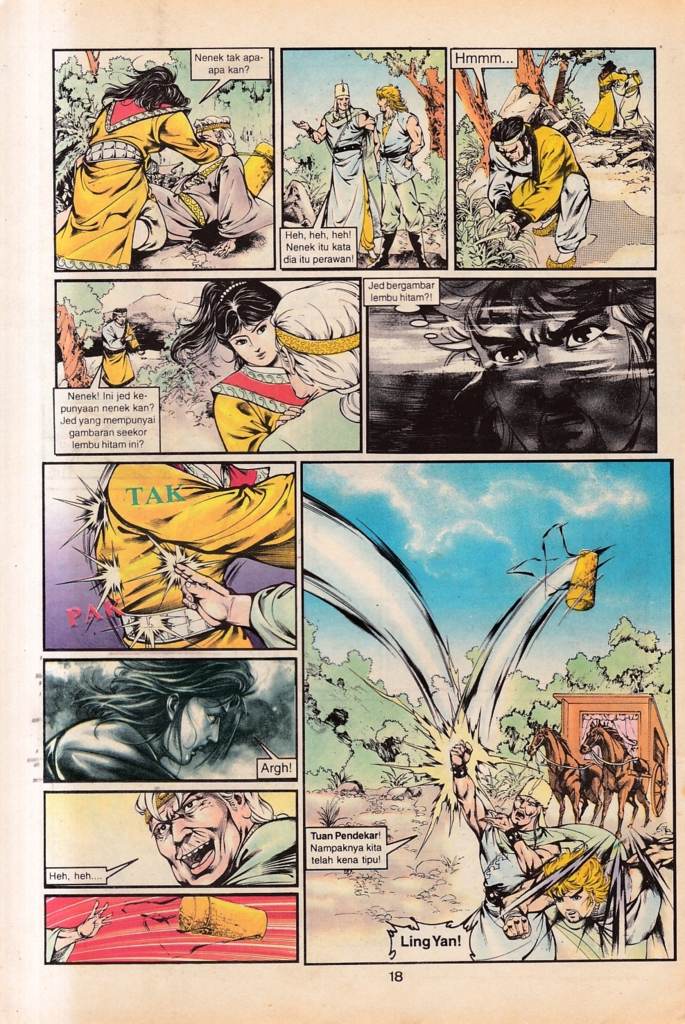 Nenek tak apa-
apa kan?
Heh, heh, heh!
Nenek itu kata
dia itu perawan!
Hmmm...
Nenek! Ini jed ke-
punyaan nenek kan?
Jed yang mempunyai
gambaran seekor
lembu hitam ini?
Jed bergambar
lembu hitam?!
TAK
PAK
Argh!
Heh, heh....
Tuan Pendekar!
Nampaknya kita
telah kena tipu!
Ling Yan!
18